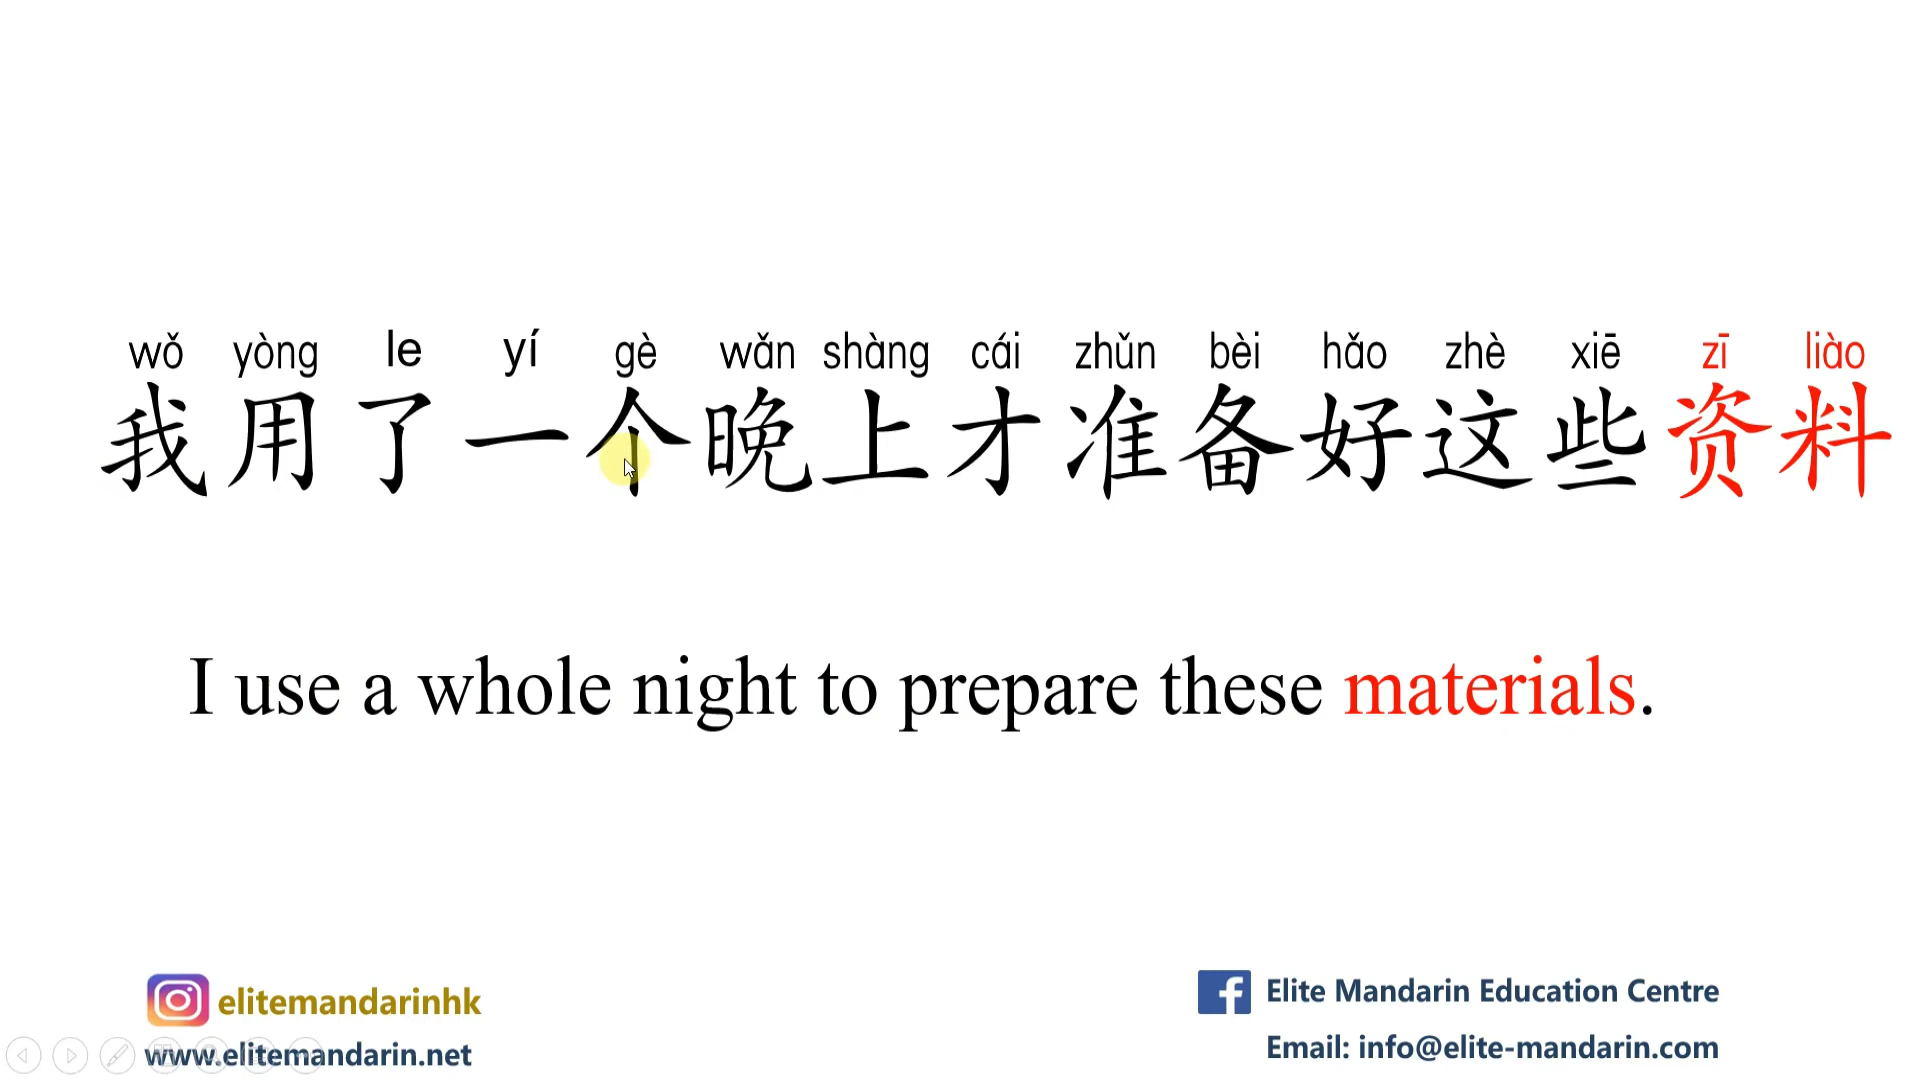 wǒ yòng le yí gè wǎn shàng cái zhǔn bèi hǎo zhè xiē zī liào
我用了一个晚上才准备好这些资料
I use a whole night to prepare these materials.
elitemandarinhk
www.elitemandarin.net
Elite Mandarin Education Centre
Email: info@elite-mandarin.com